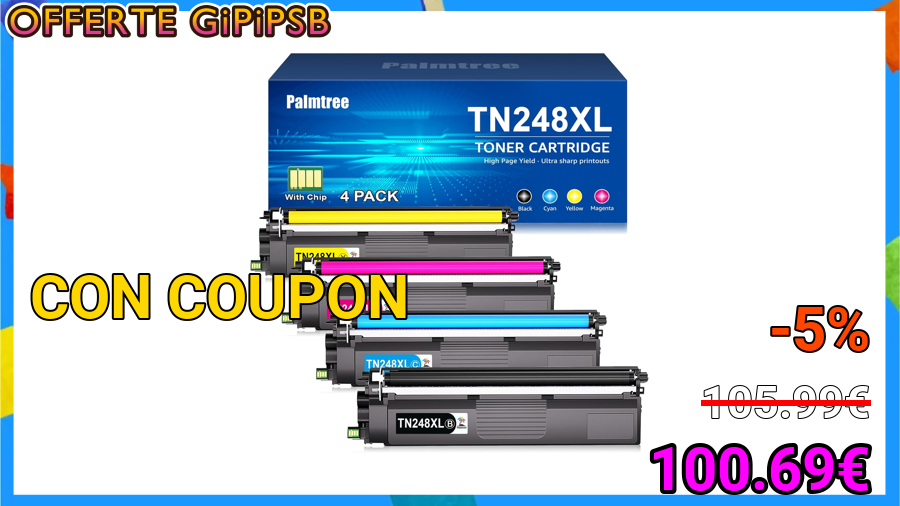 OFFERTE GiPiPSB
Palmtree
Palmtree
TN248XL
TONER CARTRIDGE
High Page Yield - Ultra sharp printouts
With Chip
4 PACK
Black Cyan Yellow Magenta
TN248XL
CON COUPON
TN248XL C
TN248XL B
-5%
105.99€
100.69€